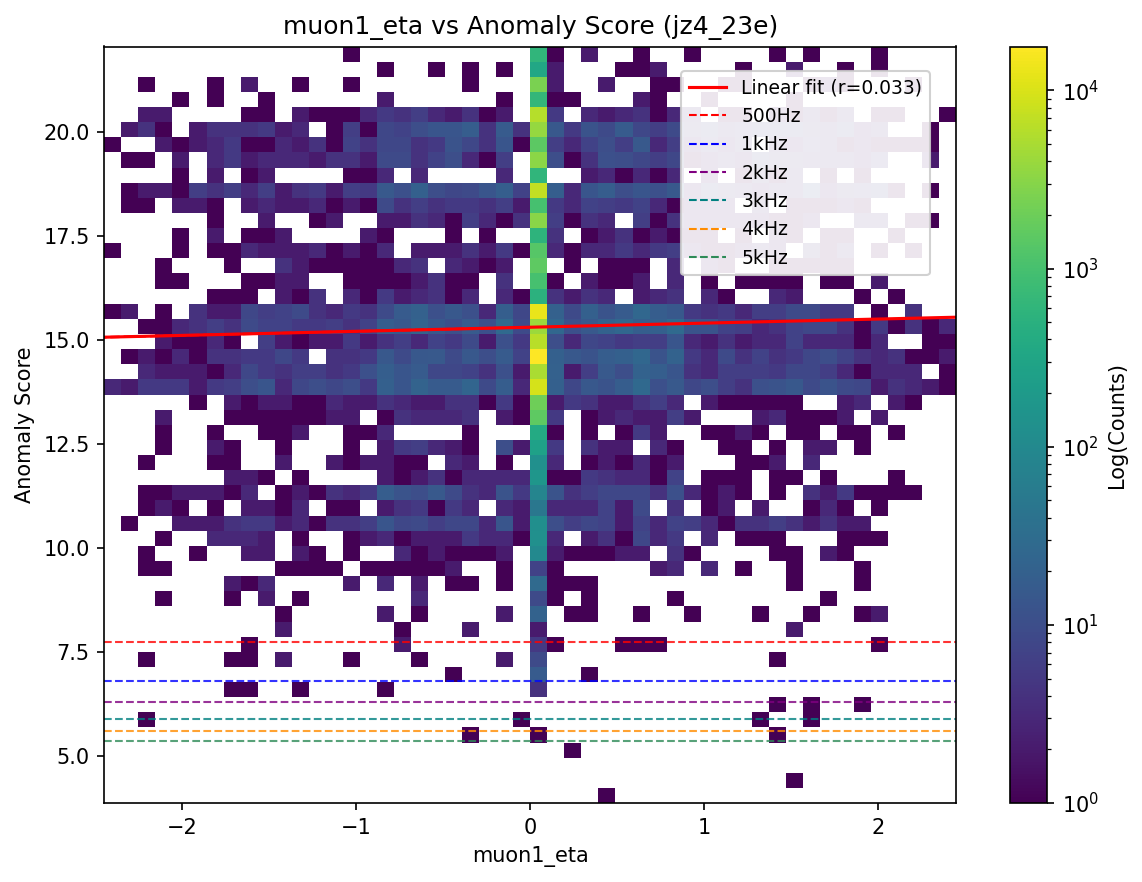 muon1_eta vs Anomaly Score (jz4_23e)
Linear fit (r=0.033)
500Hz
1kHz
2kHz
3kHz
4kHz
5kHz
20.0
17.5
15.0
12.5
10.0
7.5
5.0
Anomaly Score
−2
−1
0
1
2
muon1_eta
10⁴
10³
10²
10¹
10⁰
Log(Counts)